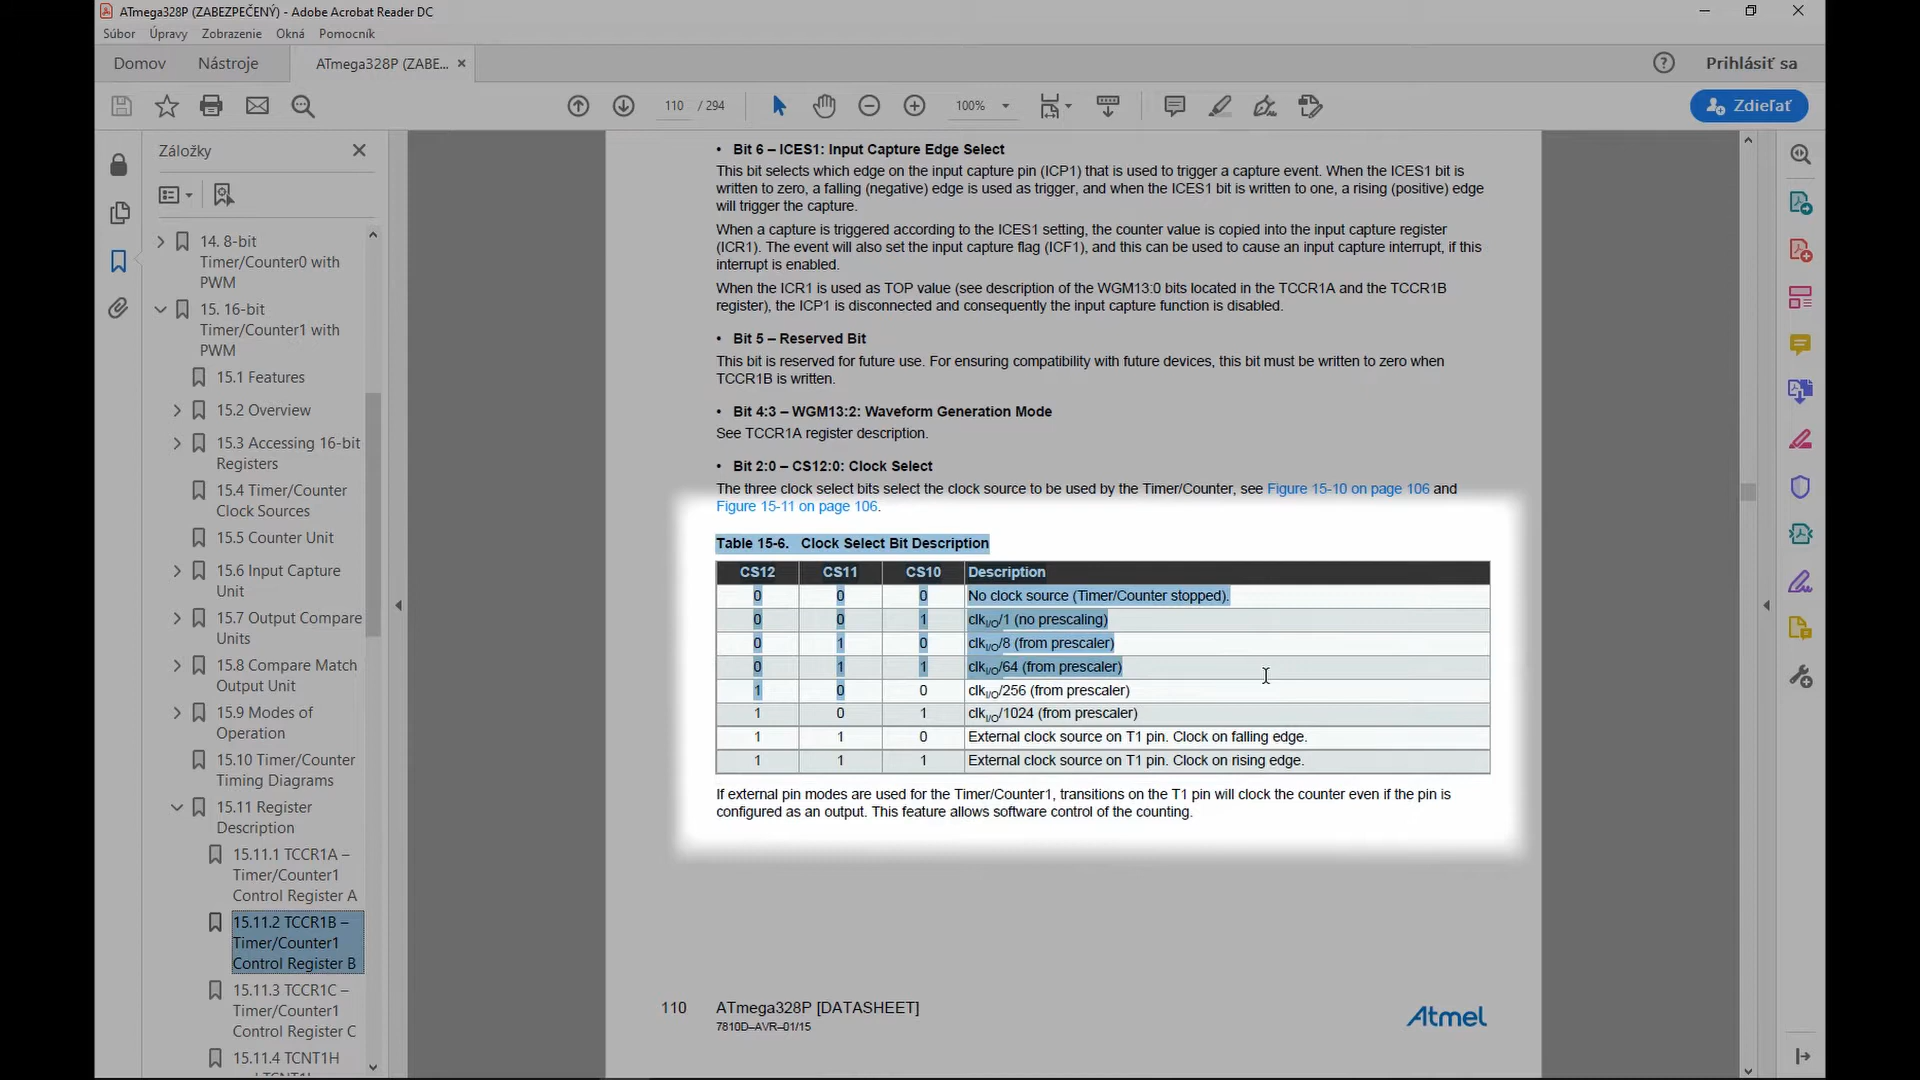 ATmega328P (ZABEZPEČENÝ) - Adobe Acrobat Reader DC
Súbor Úpravy Zobrazenie Okná Pomocník
Domov Nástroje ATmega328P (ZABE... Prihlásiť sa
110 / 294 100% Zdieľať
Záložky
14. 8-bit
Timer/Counter0 with
PWM
15. 16-bit
Timer/Counter1 with
PWM
15.1 Features
15.2 Overview
15.3 Accessing 16-bit
Registers
15.4 Timer/Counter
Clock Sources
15.5 Counter Unit
15.6 Input Capture
Unit
15.7 Output Compare
Units
15.8 Compare Match
Output Unit
15.9 Modes of
Operation
15.10 Timer/Counter
Timing Diagrams
15.11 Register
Description
15.11.1 TCCR1A –
Timer/Counter1
Control Register A
15.11.2 TCCR1B –
Timer/Counter1
Control Register B
15.11.3 TCCR1C –
Timer/Counter1
Control Register C
15.11.4 TCNT1H
• Bit 6 – ICES1: Input Capture Edge Select
This bit selects which edge on the input capture pin (ICP1) that is used to trigger a capture event. When the ICES1 bit is
written to zero, a falling (negative) edge is used as trigger, and when the ICES1 bit is written to one, a rising (positive) edge
will trigger the capture.
When a capture is triggered according to the ICES1 setting, the counter value is copied into the input capture register
(ICR1). The event will also set the input capture flag (ICF1), and this can be used to cause an input capture interrupt, if this
interrupt is enabled.
When the ICR1 is used as TOP value (see description of the WGM13:0 bits located in the TCCR1A and the TCCR1B
register), the ICP1 is disconnected and consequently the input capture function is disabled.
• Bit 5 – Reserved Bit
This bit is reserved for future use. For ensuring compatibility with future devices, this bit must be written to zero when
TCCR1B is written.
• Bit 4:3 – WGM13:2: Waveform Generation Mode
See TCCR1A register description.
• Bit 2:0 – CS12:0: Clock Select
The three clock select bits select the clock source to be used by the Timer/Counter, see Figure 15-10 on page 106 and
Figure 15-11 on page 106.
Table 15-6. Clock Select Bit Description
CS12 CS11 CS10 Description
0 0 0 No clock source (Timer/Counter stopped).
0 0 1 clkI/O/1 (no prescaling)
0 1 0 clkI/O/8 (from prescaler)
0 1 1 clkI/O/64 (from prescaler)
1 0 0 clkI/O/256 (from prescaler)
1 0 1 clkI/O/1024 (from prescaler)
1 1 0 External clock source on T1 pin. Clock on falling edge.
1 1 1 External clock source on T1 pin. Clock on rising edge.
If external pin modes are used for the Timer/Counter1, transitions on the T1 pin will clock the counter even if the pin is
configured as an output. This feature allows software control of the counting.
110 ATmega328P [DATASHEET]
7810D–AVR–01/15
Atmel